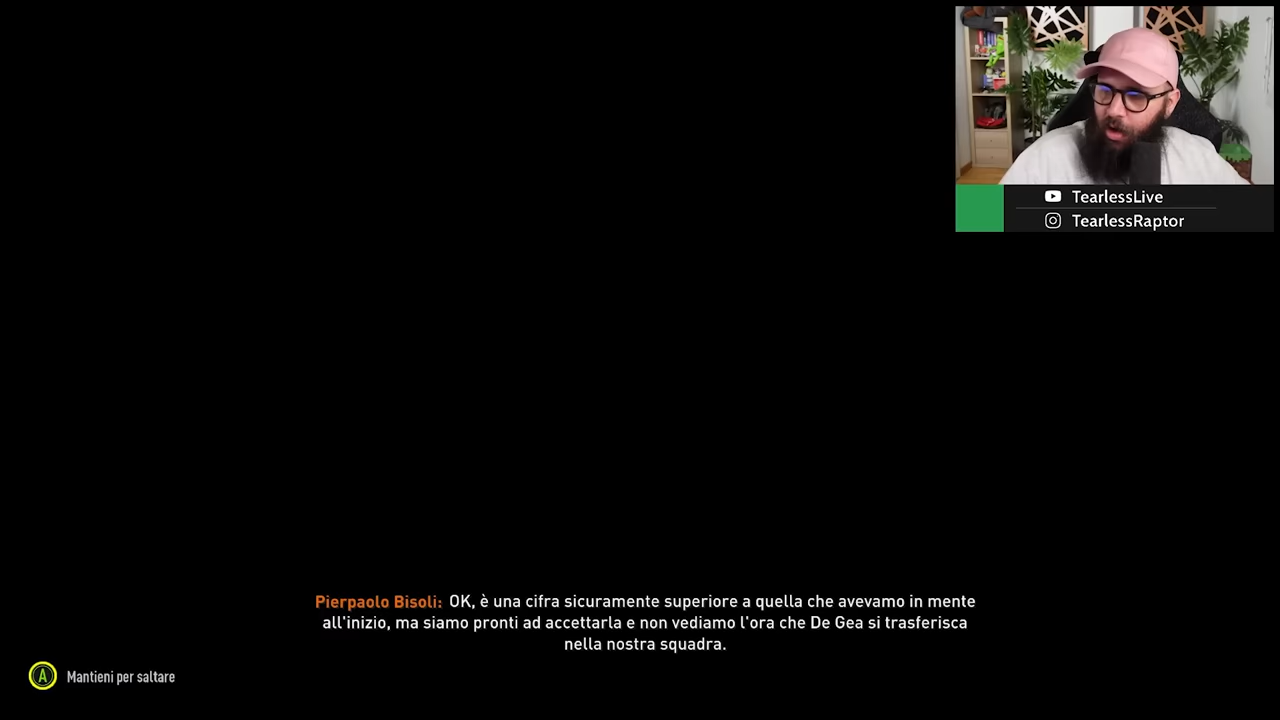 TearlessLive
TearlessRaptor
Pierpaolo Bisoli: OK, è una cifra sicuramente superiore a quella che avevamo in mente
all'inizio, ma siamo pronti ad accettarla e non vediamo l'ora che De Gea si trasferisca
nella nostra squadra.
A Mantieni per saltare